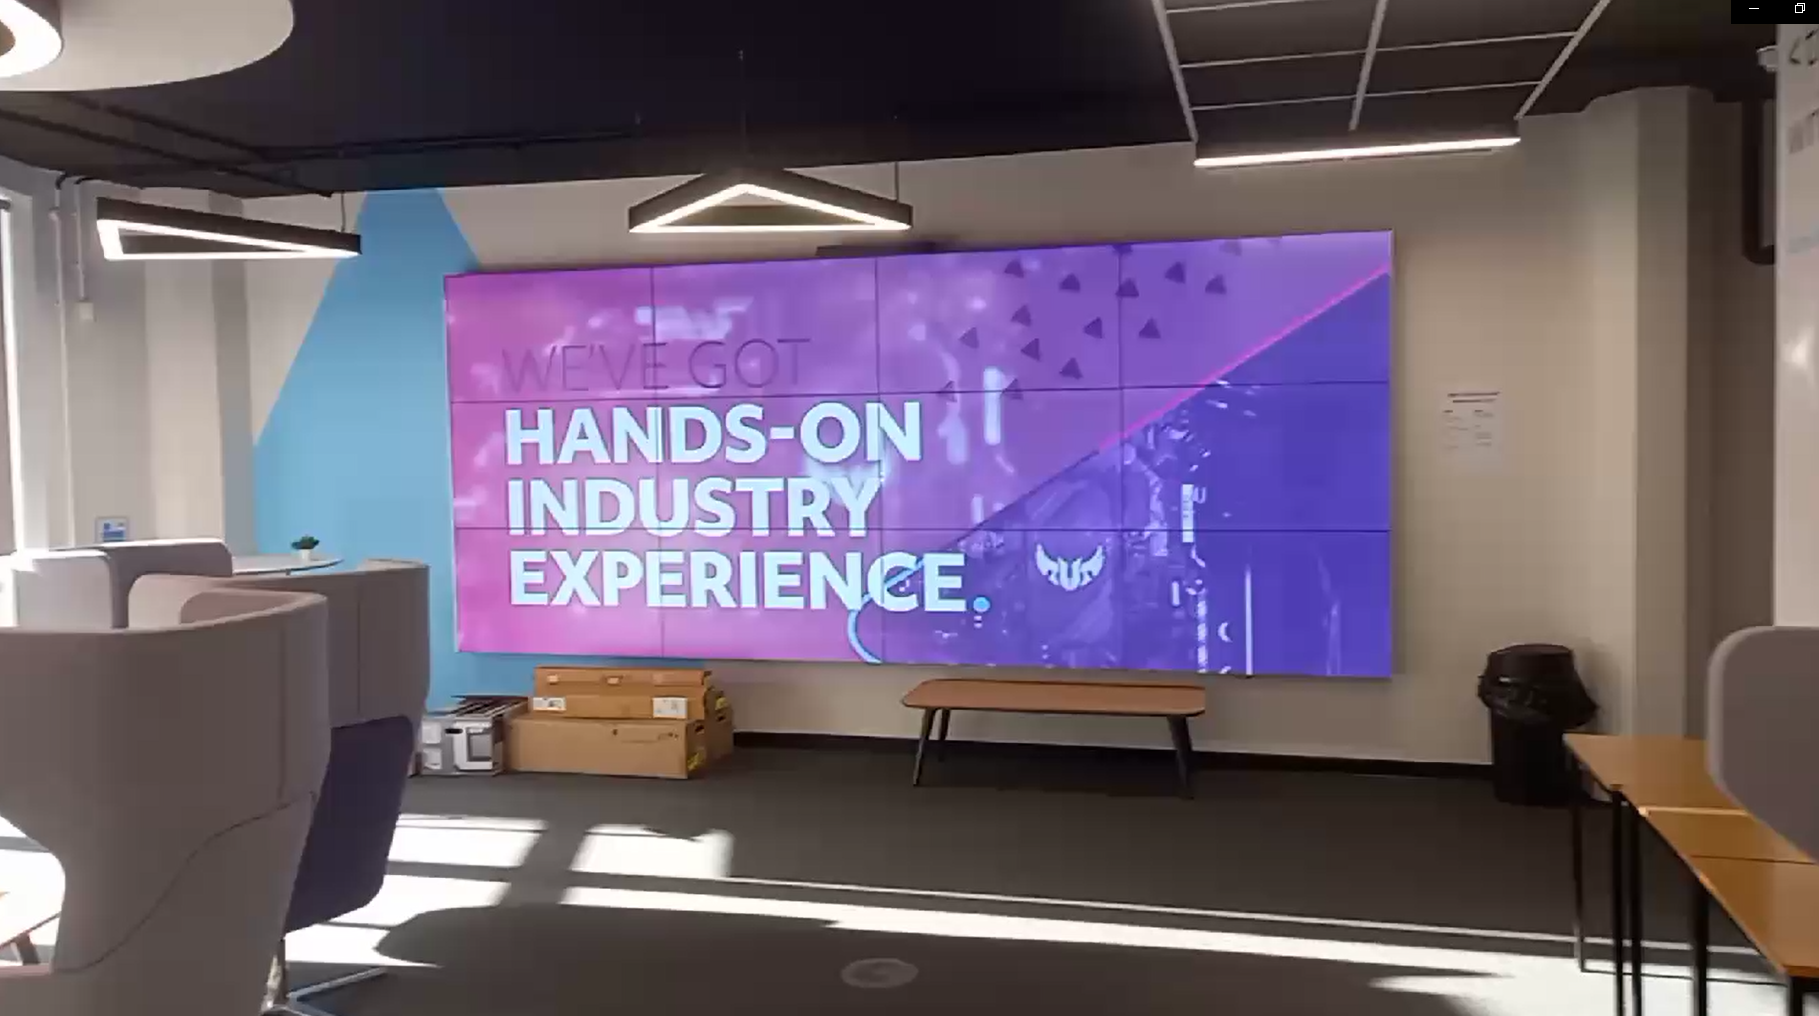 WE'VE GOT
HANDS-ON
INDUSTRY
EXPERIENCE.